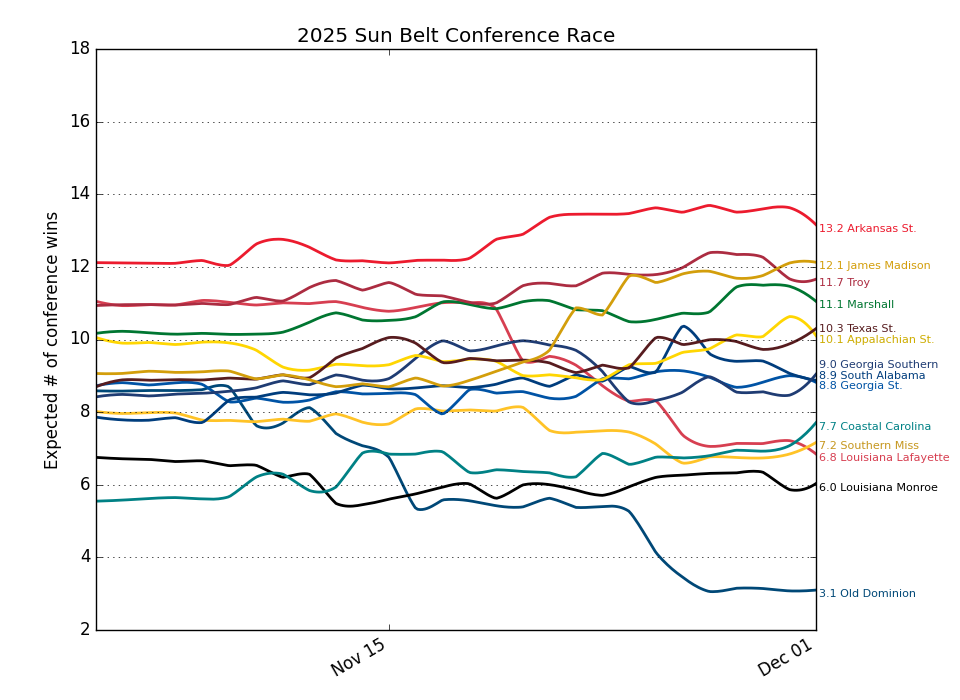 2025 Sun Belt Conference Race
Expected # of conference wins
18
16
14
12
10
8
6
4
2
Nov 15
Dec 01
13.2 Arkansas St.
12.1 James Madison
11.7 Troy
11.1 Marshall
10.3 Texas St.
10.1 Appalachian St.
9.0 Georgia Southern
8.9 South Alabama
8.8 Georgia St.
7.7 Coastal Carolina
7.2 Southern Miss
6.8 Louisiana Lafayette
6.0 Louisiana Monroe
3.1 Old Dominion